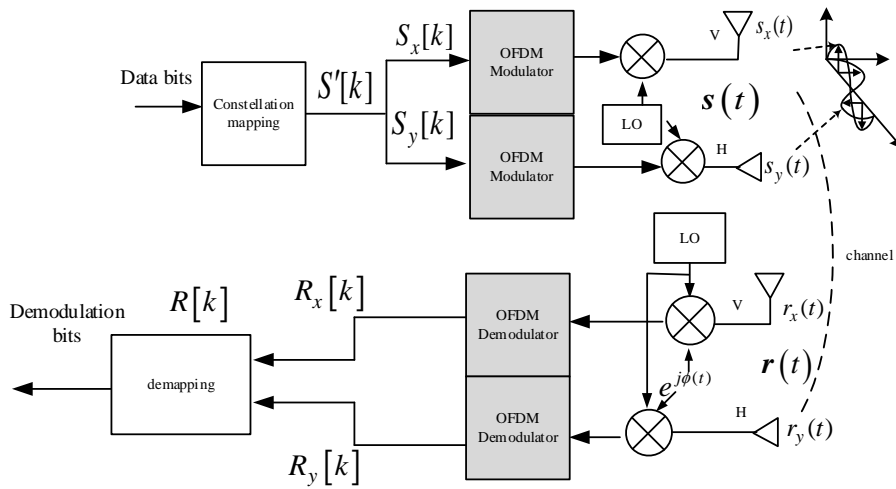 Data bits
Constellation
mapping
S′[k]
S_x[k]
S_y[k]
OFDM
Modulator
OFDM
Modulator
LO
V
H
s_x(t)
s(t)
s_y(t)
channel
LO
V
r_x(t)
r(t)
H
r_y(t)
e^{jϕ(t)}
OFDM
Demodulator
OFDM
Demodulator
R_x[k]
R_y[k]
R[k]
demapping
Demodulation
bits